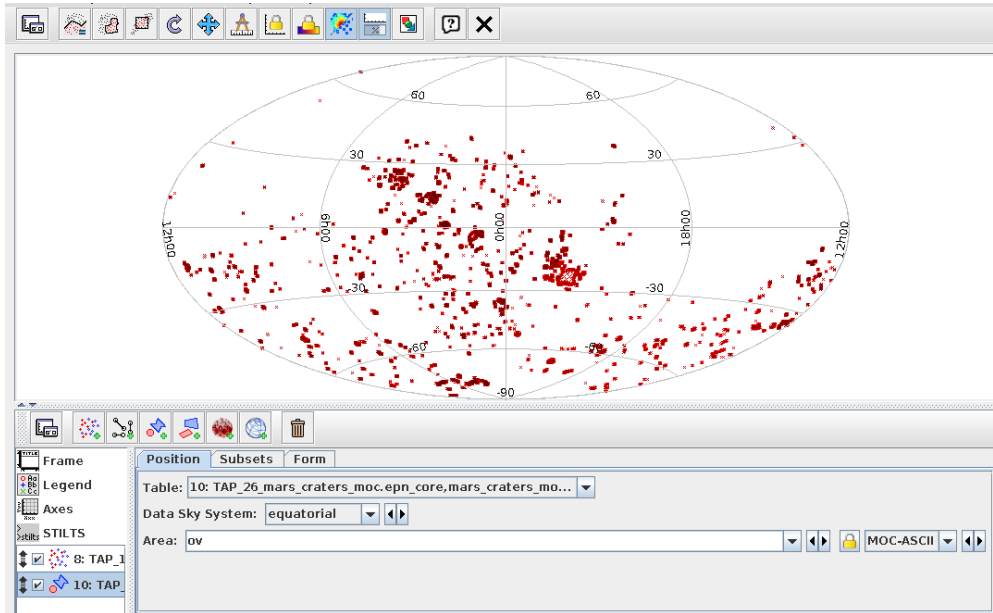 60 60
30 30
12h00 6h00 0h00 18h00 12h00
-30 -30
-60 -60
-90
Frame
Legend
Axes
STILTS
8: TAP_1
10: TAP_
Position Subsets Form
Table: 10: TAP_26_mars_craters_moc.epn_core,mars_craters_mo...
Data Sky System: equatorial
Area: ov MOC-ASCII